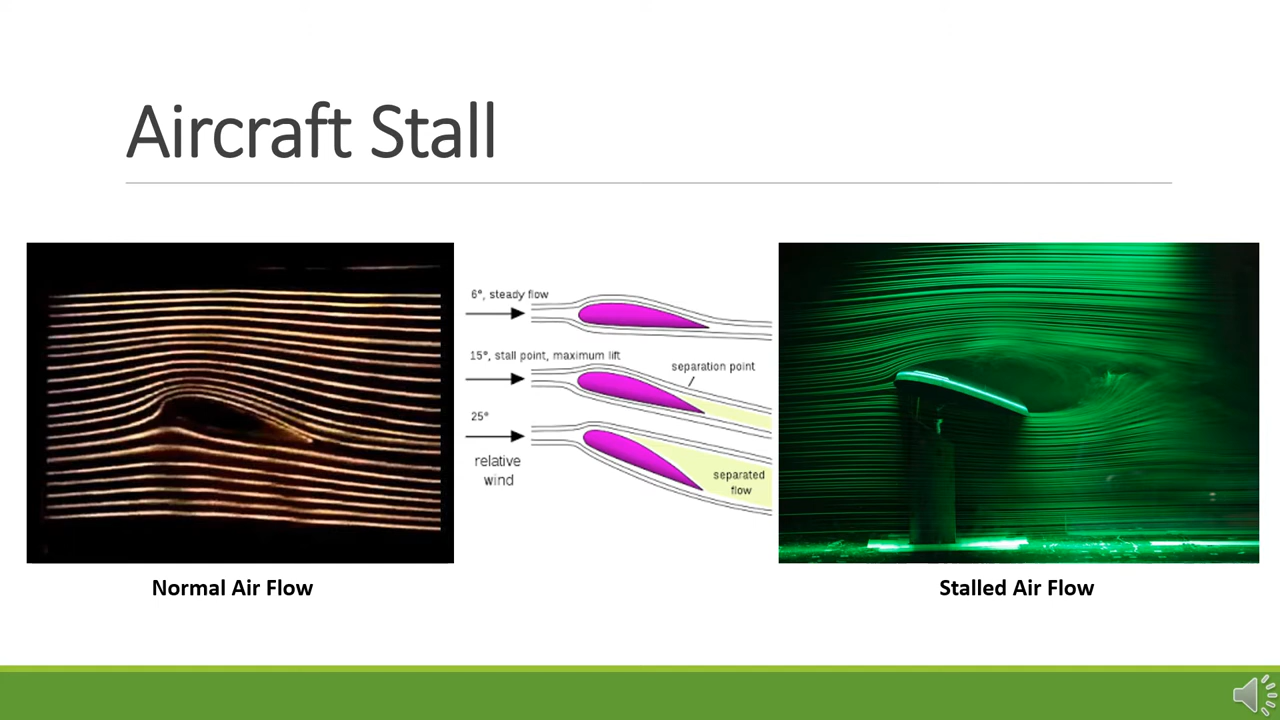 Aircraft Stall
6°, steady flow
15°, stall point, maximum lift
separation point
25°
relative
wind
separated
flow
Normal Air Flow
Stalled Air Flow